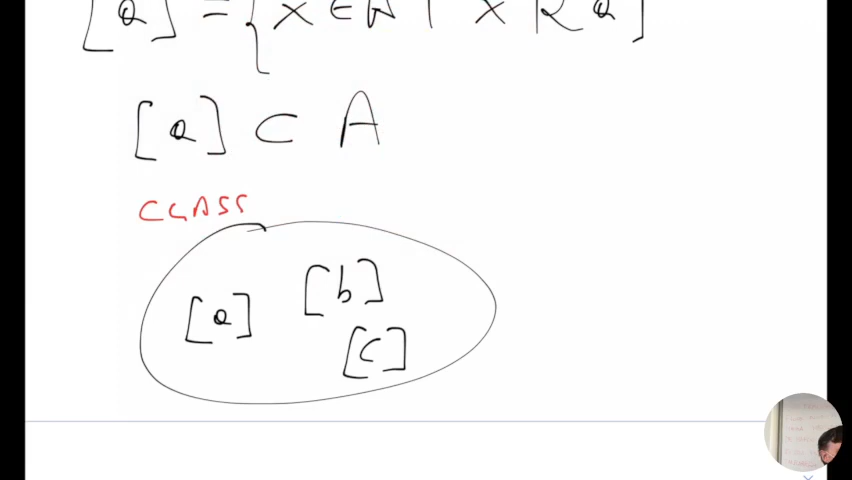 [a] = { x ∈ A | x R a }
[a] ⊂ A
CLASS
[a] [b]
[c]